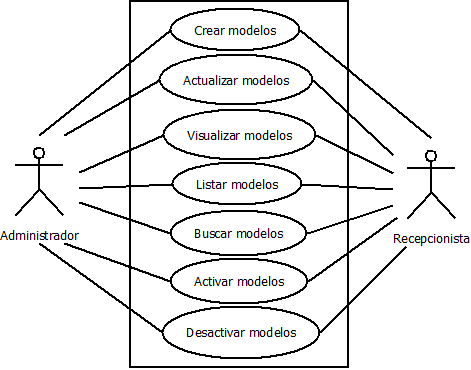 Crear modelos
Actualizar modelos
Visualizar modelos
Listar modelos
Buscar modelos
Activar modelos
Desactivar modelos
Administrador
Recepcionista